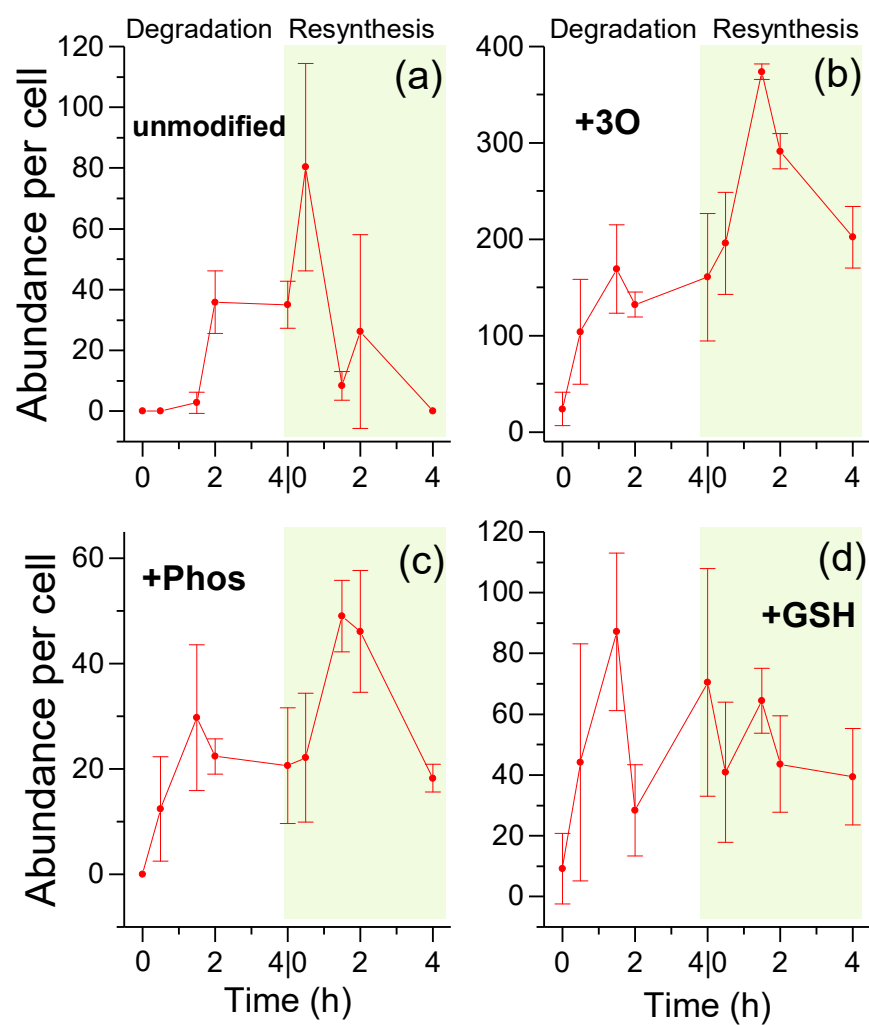 Degradation Resynthesis
(a)
unmodified
Abundance per cell
120
100
80
60
40
20
0
0 2 4|0 2 4
Degradation Resynthesis
(b)
+3O
400
300
200
100
0
0 2 4|0 2 4
(c)
+Phos
Abundance per cell
60
40
20
0
0 2 4|0 2 4
Time (h)
(d)
+GSH
120
100
80
60
40
20
0
0 2 4|0 2 4
Time (h)